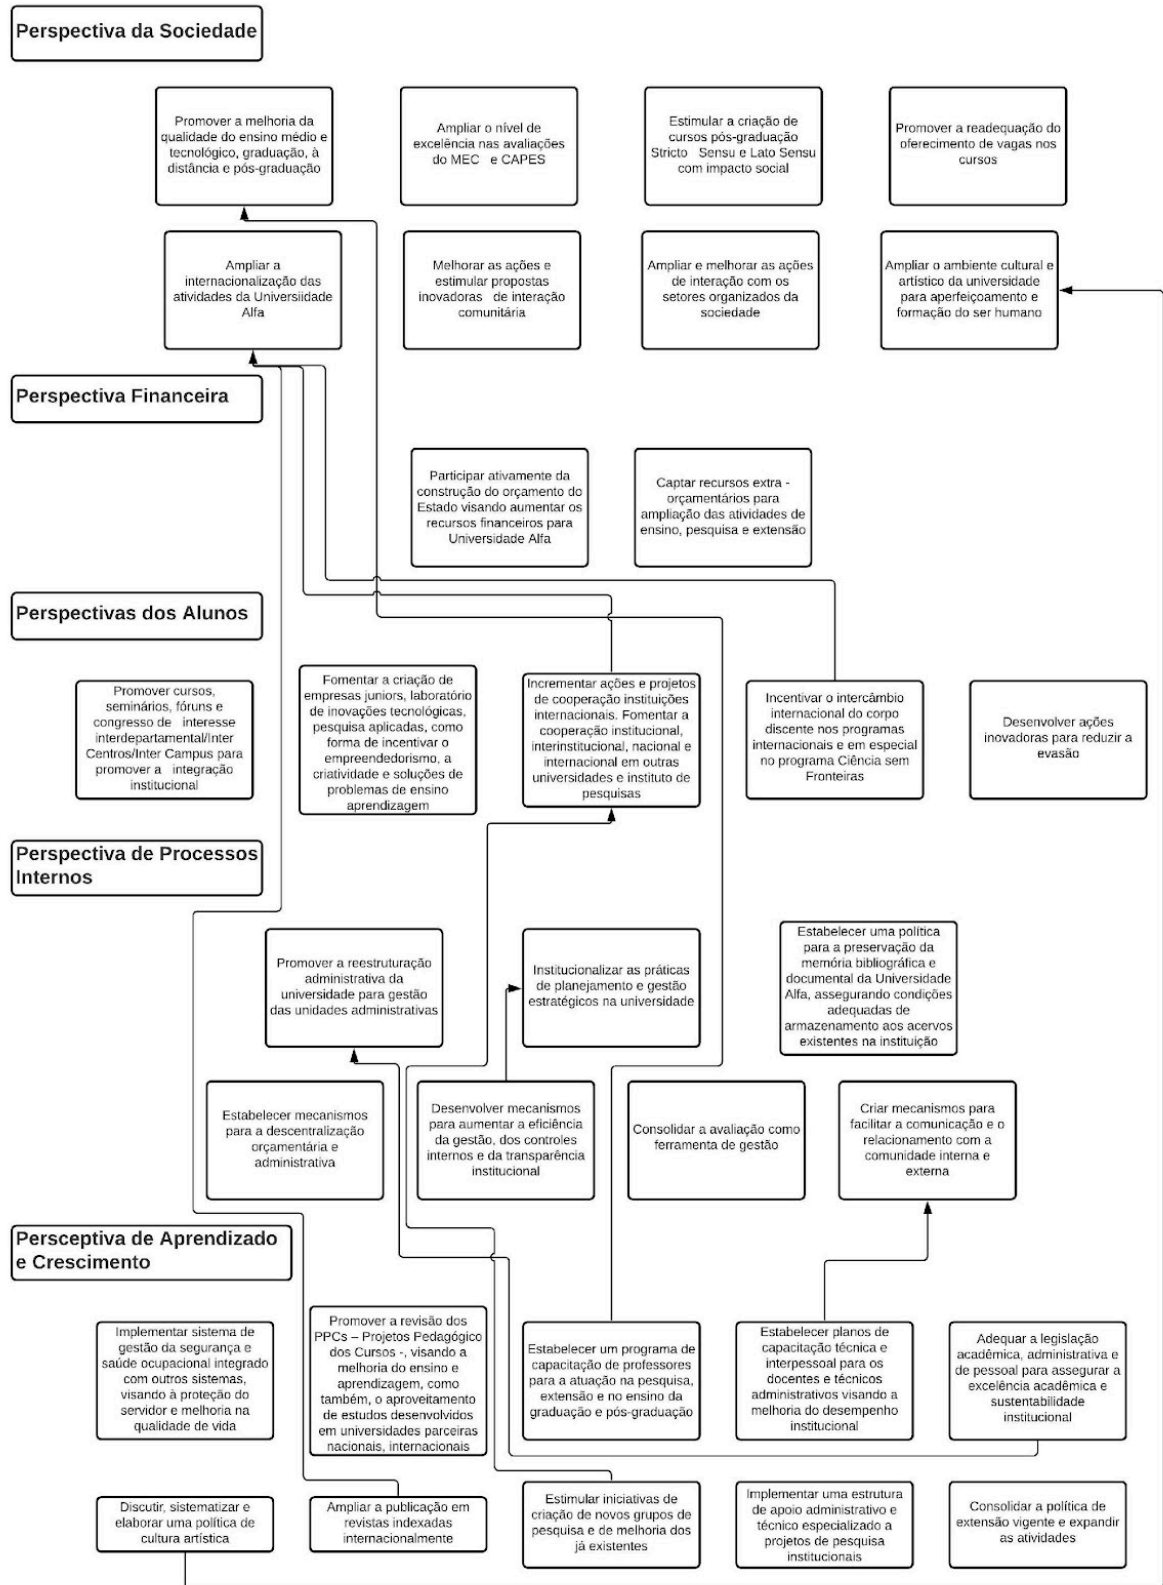 Perspectiva da Sociedade
Promover a melhoria da
qualidade do ensino médio e
tecnológico, graduação, à
distância e pós-graduação
Ampliar o nível de
excelência nas avaliações
do MEC e CAPES
Estimular a criação de
cursos pós-graduação
Stricto Sensu e Lato Sensu
com impacto social
Promover a readequação do
oferecimento de vagas nos
cursos
Ampliar a
internacionalização das
atividades da Universiidade
Alfa
Melhorar as ações e
estimular propostas
inovadoras de interação
comunitária
Ampliar e melhorar as ações
de interação com os
setores organizados da
sociedade
Ampliar o ambiente cultural e
artístico da universidade
para aperfeiçoamento e
formação do ser humano
Perspectiva Financeira
Participar ativamente da
construção do orçamento do
Estado visando aumentar os
recursos financeiros para
Universidade Alfa
Captar recursos extra -
orçamentários para
ampliação das atividades de
ensino, pesquisa e extensão
Perspectivas dos Alunos
Promover cursos,
seminários, fóruns e
congresso de interesse
interdepartamental/Inter
Centros/Inter Campus para
promover a integração
institucional
Fomentar a criação de
empresas juniors, laboratório
de inovações tecnológicas,
pesquisa aplicadas, como
forma de incentivar o
empreendedorismo, a
criatividade e soluções de
problemas de ensino
aprendizagem
Incrementar ações e projetos
de cooperação instituições
internacionais. Fomentar a
cooperação institucional,
interinstitucional, nacional e
internacional em outras
universidades e instituto de
pesquisas
Incentivar o intercâmbio
internacional do corpo
discente nos programas
internacionais e em especial
no programa Ciência sem
Fronteiras
Desenvolver ações
inovadoras para reduzir a
evasão
Perspectiva de Processos
Internos
Promover a reestruturação
administrativa da
universidade para gestão
das unidades administrativas
Institucionalizar as práticas
de planejamento e gestão
estratégicos na universidade
Estabelecer uma política
para a preservação da
memória bibliográfica e
documental da Universidade
Alfa, assegurando condições
adequadas de
armazenamento aos acervos
existentes na instituição
Estabelecer mecanismos
para a descentralização
orçamentária e
administrativa
Desenvolver mecanismos
para aumentar a eficiência
da gestão, dos controles
internos e da transparência
institucional
Consolidar a avaliação como
ferramenta de gestão
Criar mecanismos para
facilitar a comunicação e o
relacionamento com a
comunidade interna e
externa
Persceptiva de Aprendizado
e Crescimento
Implementar sistema de
gestão da segurança e
saúde ocupacional integrado
com outros sistemas,
visando à proteção do
servidor e melhoria na
qualidade de vida
Promover a revisão dos
PPCs – Projetos Pedagógico
dos Cursos -, visando a
melhoria do ensino e
aprendizagem, como
também, o aproveitamento
de estudos desenvolvidos
em universidades parceiras
nacionais, internacionais
Estabelecer um programa de
capacitação de professores
para a atuação na pesquisa,
extensão e no ensino da
graduação e pós-graduação
Estabelecer planos de
capacitação técnica e
interpessoal para os
docentes e técnicos
administrativos visando a
melhoria do desempenho
institucional
Adequar a legislação
acadêmica, administrativa e
de pessoal para assegurar a
excelência acadêmica e
sustentabilidade
institucional
Discutir, sistematizar e
elaborar uma política de
cultura artística
Ampliar a publicação em
revistas indexadas
internacionalmente
Estimular iniciativas de
criação de novos grupos de
pesquisa e de melhoria dos
já existentes
Implementar uma estrutura
de apoio administrativo e
técnico especializado a
projetos de pesquisa
institucionais
Consolidar a política de
extensão vigente e expandir
as atividades